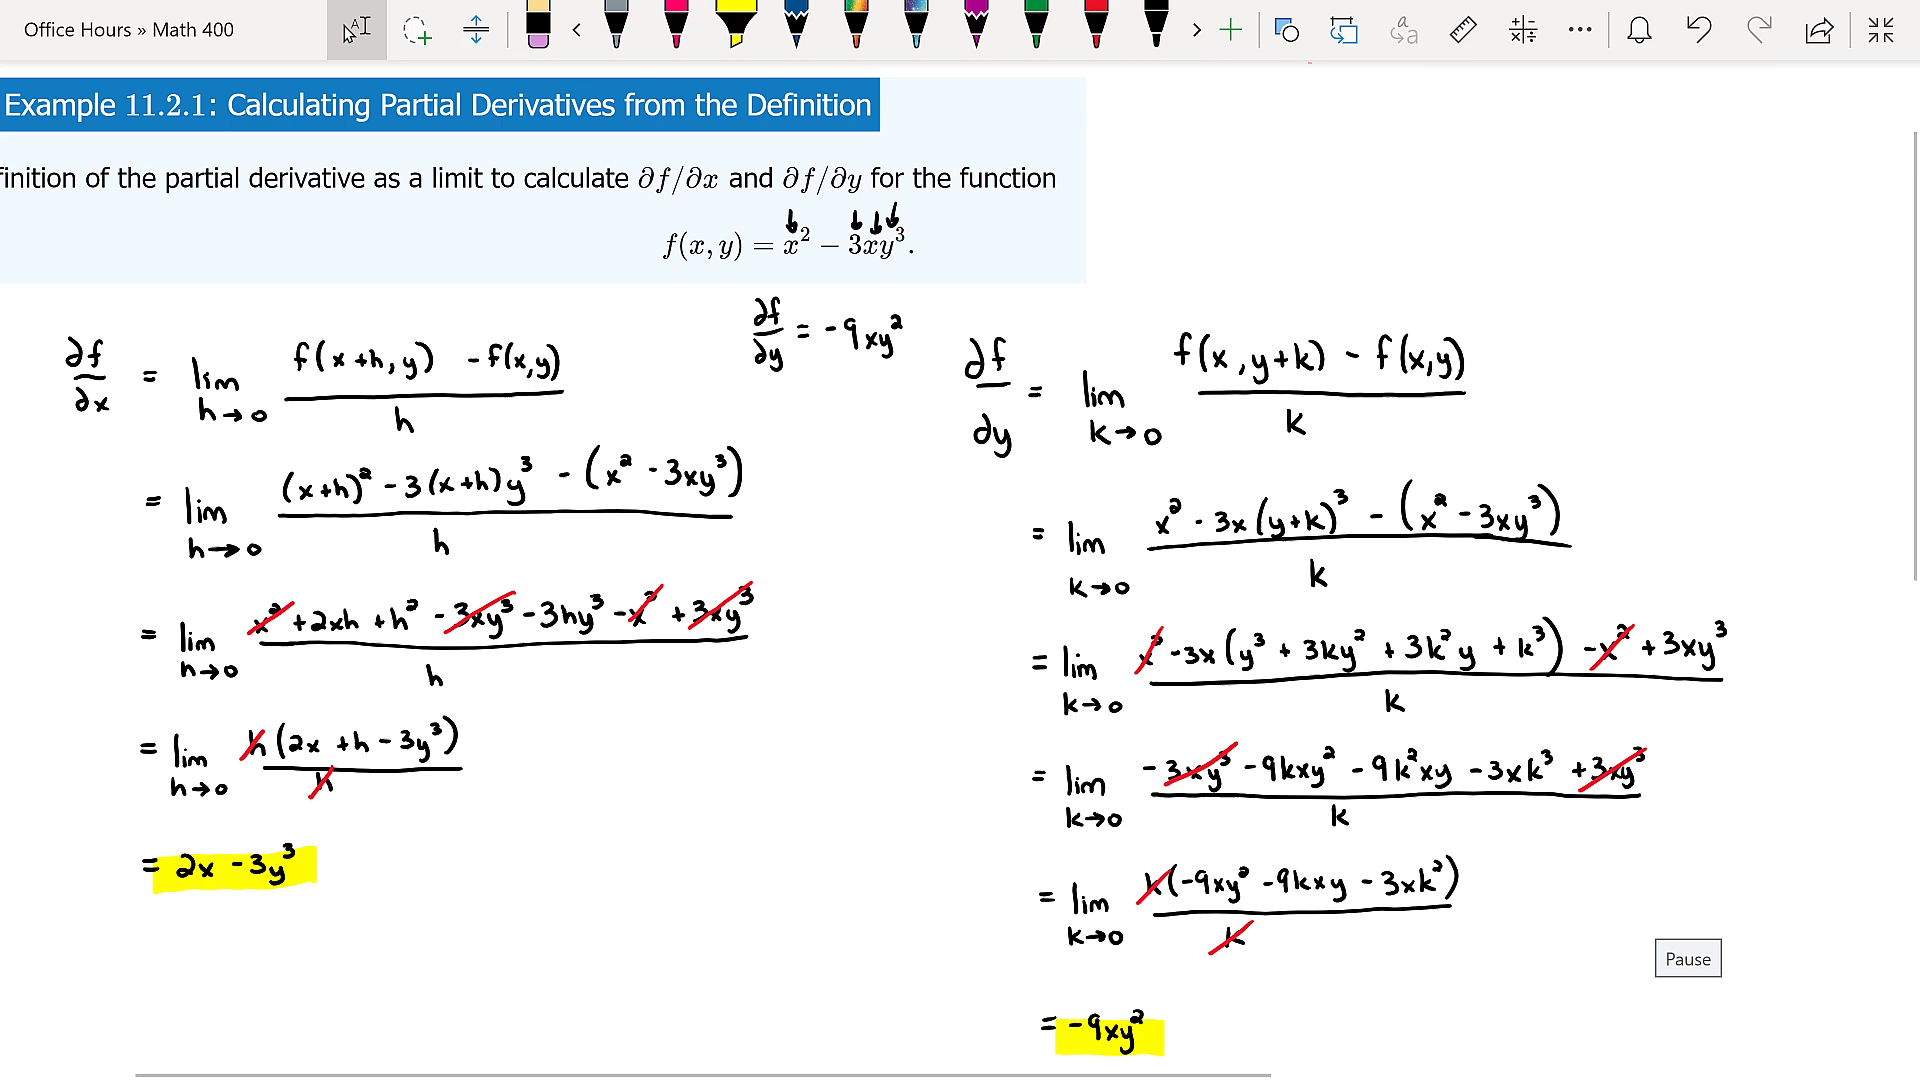 Office Hours » Math 400
Example 11.2.1: Calculating Partial Derivatives from the Definition
finition of the partial derivative as a limit to calculate ∂f/∂x and ∂f/∂y for the function
f(x, y) = x² − 3xy³.
∂f/∂y = -9xy²
∂f/∂x = lim h→0 (f(x+h, y) - f(x,y))/h
= lim h→0 ((x+h)² - 3(x+h)y³ - (x² - 3xy³))/h
= lim h→0 (x² + 2xh + h² - 3xy³ - 3hy³ - x² + 3xy³)/h
= lim h→0 h(2x + h - 3y³)/h
= 2x - 3y³
∂f/∂y = lim k→0 (f(x, y+k) - f(x,y))/k
= lim k→0 (x² - 3x(y+k)³ - (x² - 3xy³))/k
= lim k→0 (x² - 3x(y³ + 3ky² + 3k²y + k³) - x² + 3xy³)/k
= lim k→0 (-3xy³ - 9kxy² - 9k²xy - 3xk³ + 3xy³)/k
= lim k→0 k(-9xy² - 9kxy - 3xk²)/k
= -9xy²
Pause